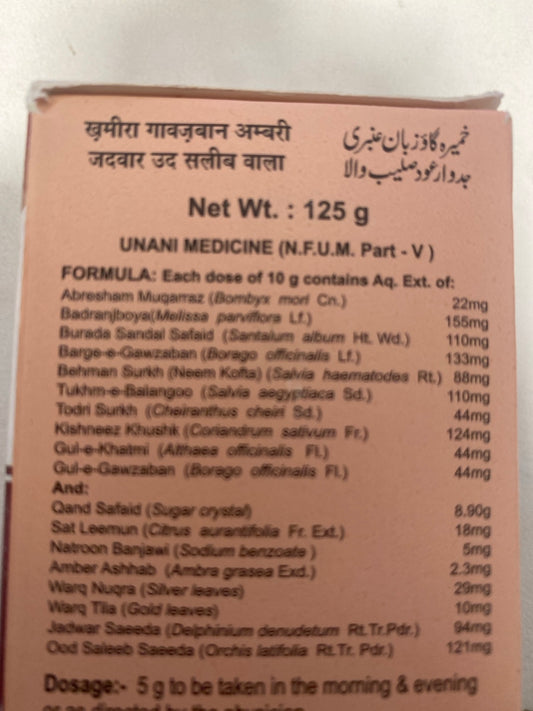 ख़मीरा गावज़बान अम्बरी
जदवार उद सलीब वाला
خمیرہ گاؤزبان عنبری
جدوار عود صلیب والا
Net Wt. : 125 g
UNANI MEDICINE (N.F.U.M. Part - V )
FORMULA: Each dose of 10 g contains Aq. Ext. of:
Abresham Muqarraz (Bombyx mori Cn.) 22mg
Badranjboya(Melissa parviflora Lf.) 155mg
Burada Sandal Safaid (Santalum album Ht. Wd.) 110mg
Barge-e-Gawzaban (Borago officinalis Lf.) 133mg
Behman Surkh (Neem Kofta) (Salvia haematodes Rt.) 88mg
Tukhm-e-Balangoo (Salvia aegyptiaca Sd.) 110mg
Todri Surkh (Cheiranthus cheiri Sd.) 44mg
Kishneez Khushk (Coriandrum sativum Fr.) 124mg
Gul-e-Khatmi (Althaea officinalis Fl.) 44mg
Gul-e-Gawzaban (Borago officinalis Fl.) 44mg
And:
Qand Safaid (Sugar crystal) 8.90g
Sat Leemun (Citrus aurantifolia Fr. Ext.) 18mg
Natroon Banjawi (Sodium benzoate ) 5mg
Amber Ashhab (Ambra grasea Exd.) 2.3mg
Warq Nuqra (Silver leaves) 29mg
Warq Tila (Gold leaves) 10mg
Jadwar Saeeda (Delphinium denudetum Rt.Tr.Pdr.) 94mg
Ood Saleeb Saeeda (Orchis latifolia Rt.Tr. Pdr.) 121mg
Dosage:- 5 g to be taken in the morning & evening
or as directed by the physician